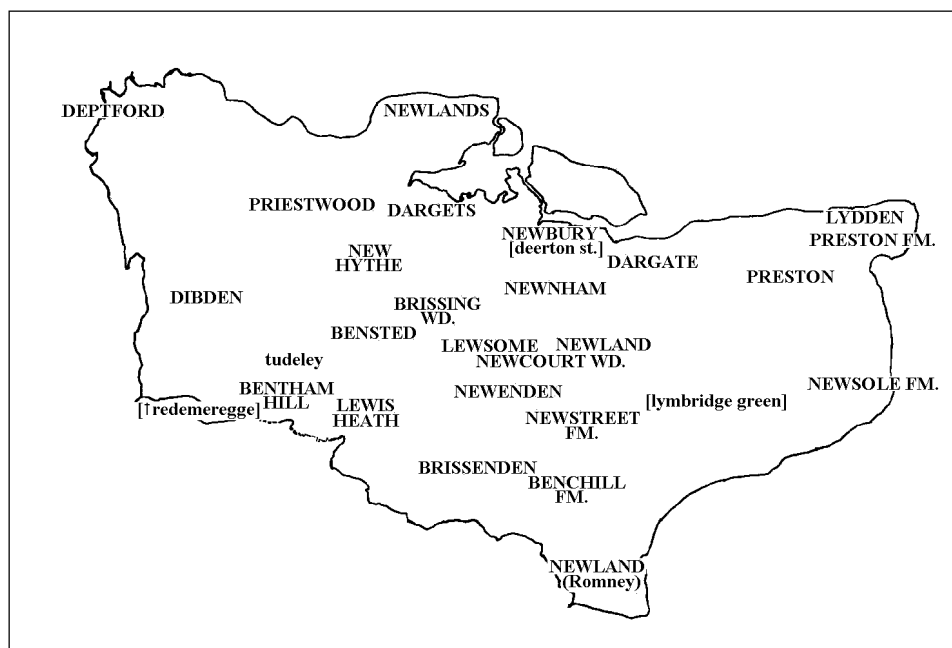 DEPTFORD
NEWLANDS
PRIESTWOOD
DARGETS
LYDDEN
NEWBURY
PRESTON FM.
[deerton st.]
NEW
HYTHE
DARGATE
PRESTON
NEWNHAM
DIBDEN
BRISSING
WD.
BENSTED
LEWSOME
NEWLAND
tudeley
NEWCOURT WD.
BENTHAM
HILL
NEWENDEN
NEWSOLE FM.
[↑redemeregge]
LEWIS
HEATH
[lymbridge green]
NEWSTREET
FM.
BRISSENDEN
BENCHILL
FM.
NEWLAND
(Romney)